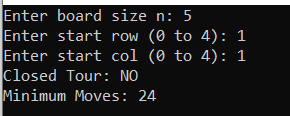 Enter board size n: 5
Enter start row (0 to 4): 1
Enter start col (0 to 4): 1
Closed Tour: NO
Minimum Moves: 24